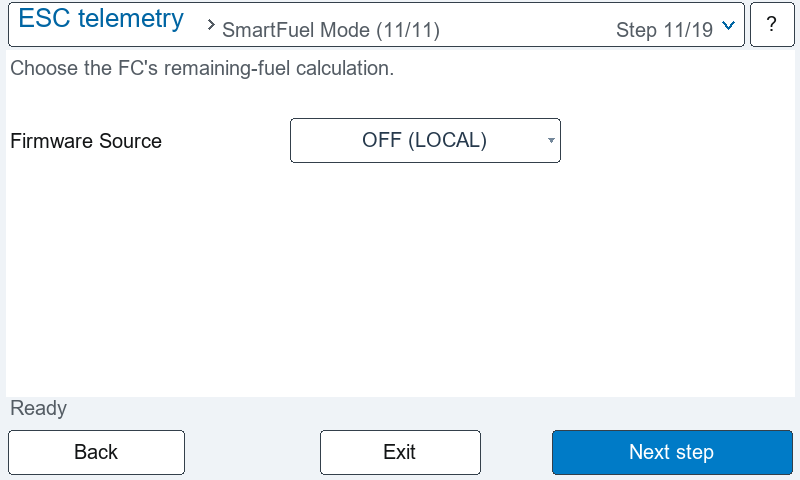 ESC telemetry > SmartFuel Mode (11/11) Step 11/19 ?
Choose the FC's remaining-fuel calculation.
Firmware Source OFF (LOCAL)
Ready
Back Exit Next step